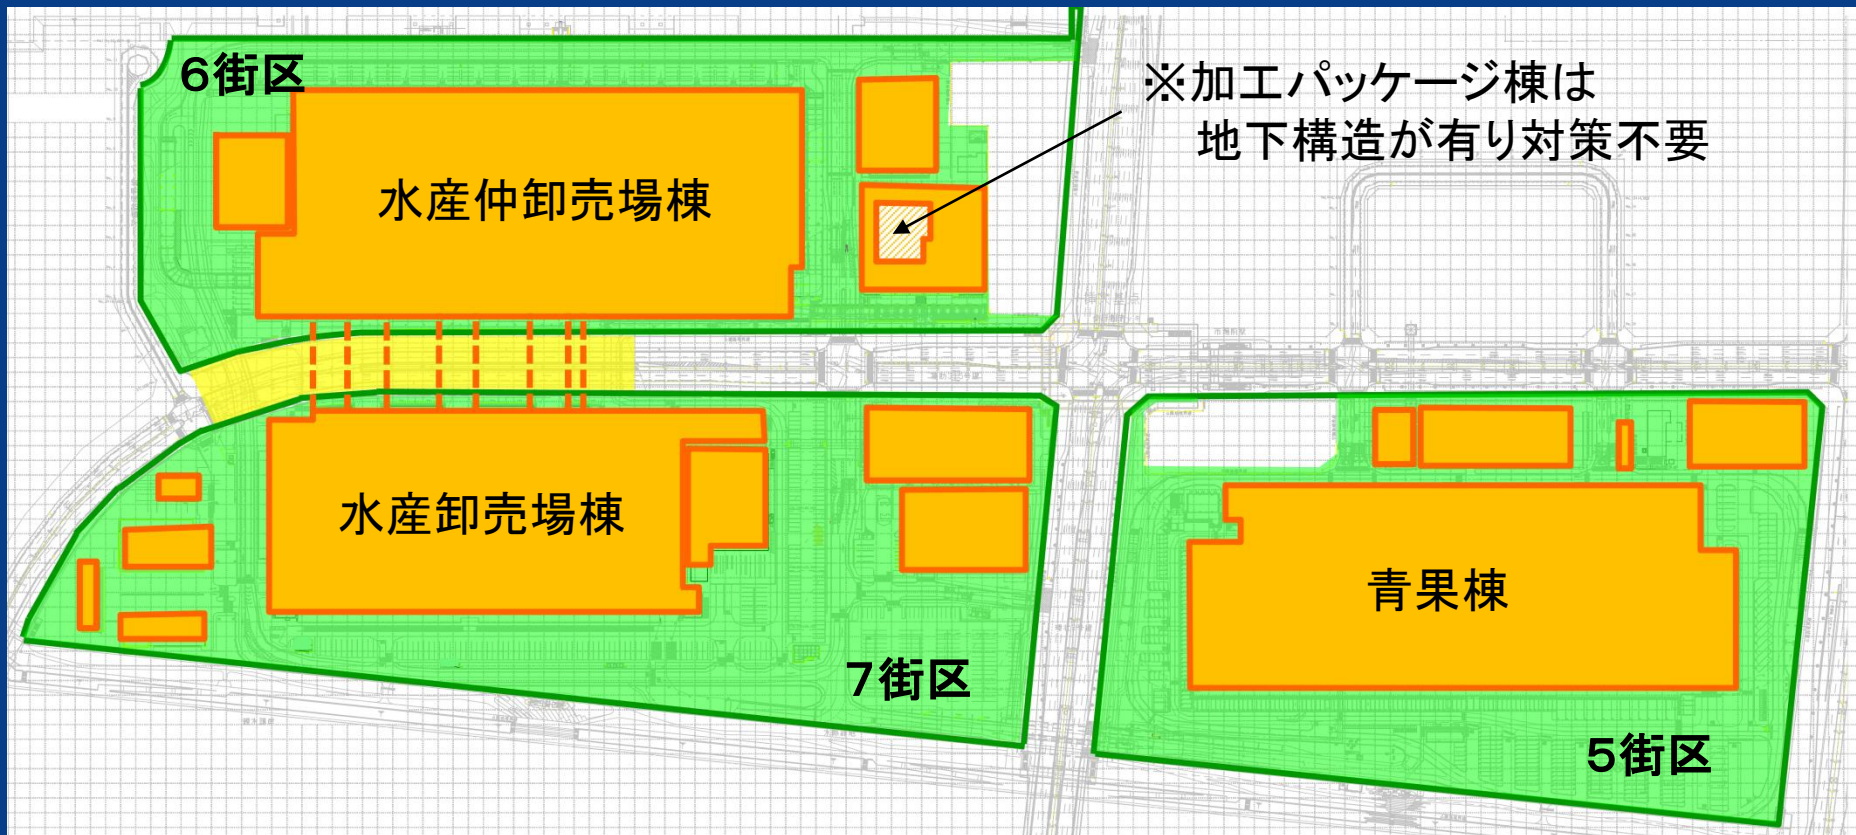 6街区
※加工パッケージ棟は
地下構造が有り対策不要
水産仲卸売場棟
水産卸売場棟
青果棟
7街区
5街区